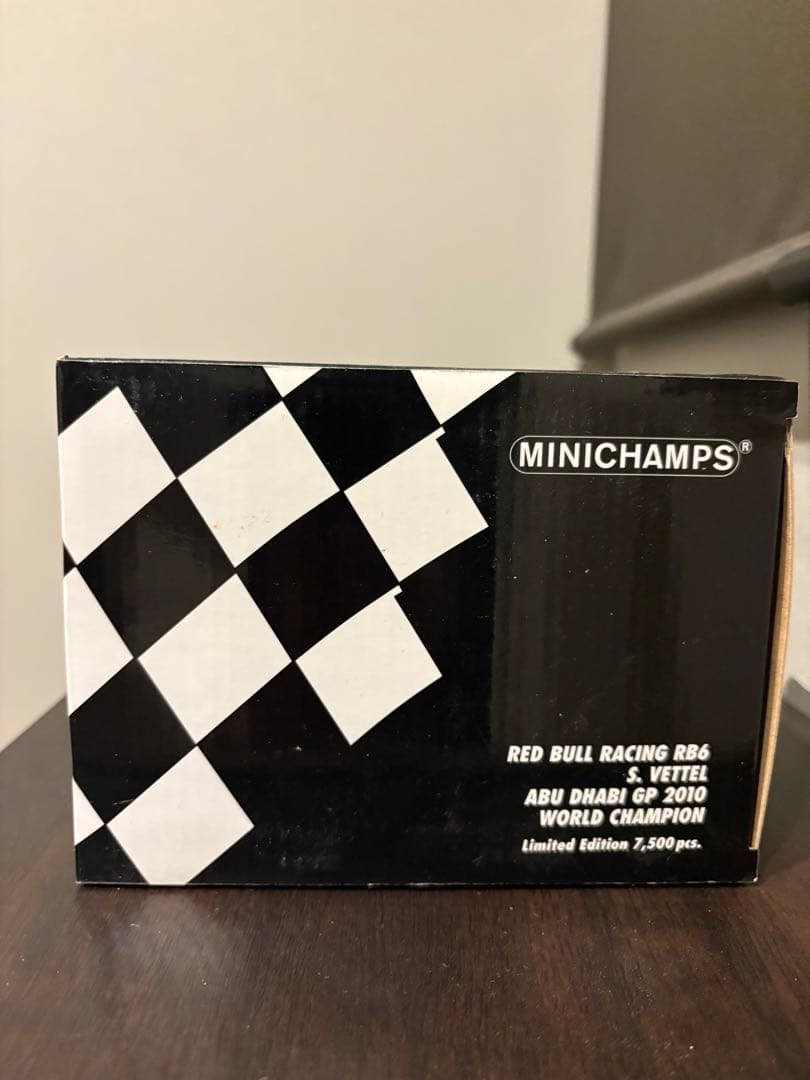 MINICHAMPS®
RED BULL RACING RB6
S. VETTEL
ABU DHABI GP 2010
WORLD CHAMPION
Limited Edition 7,500 pcs.